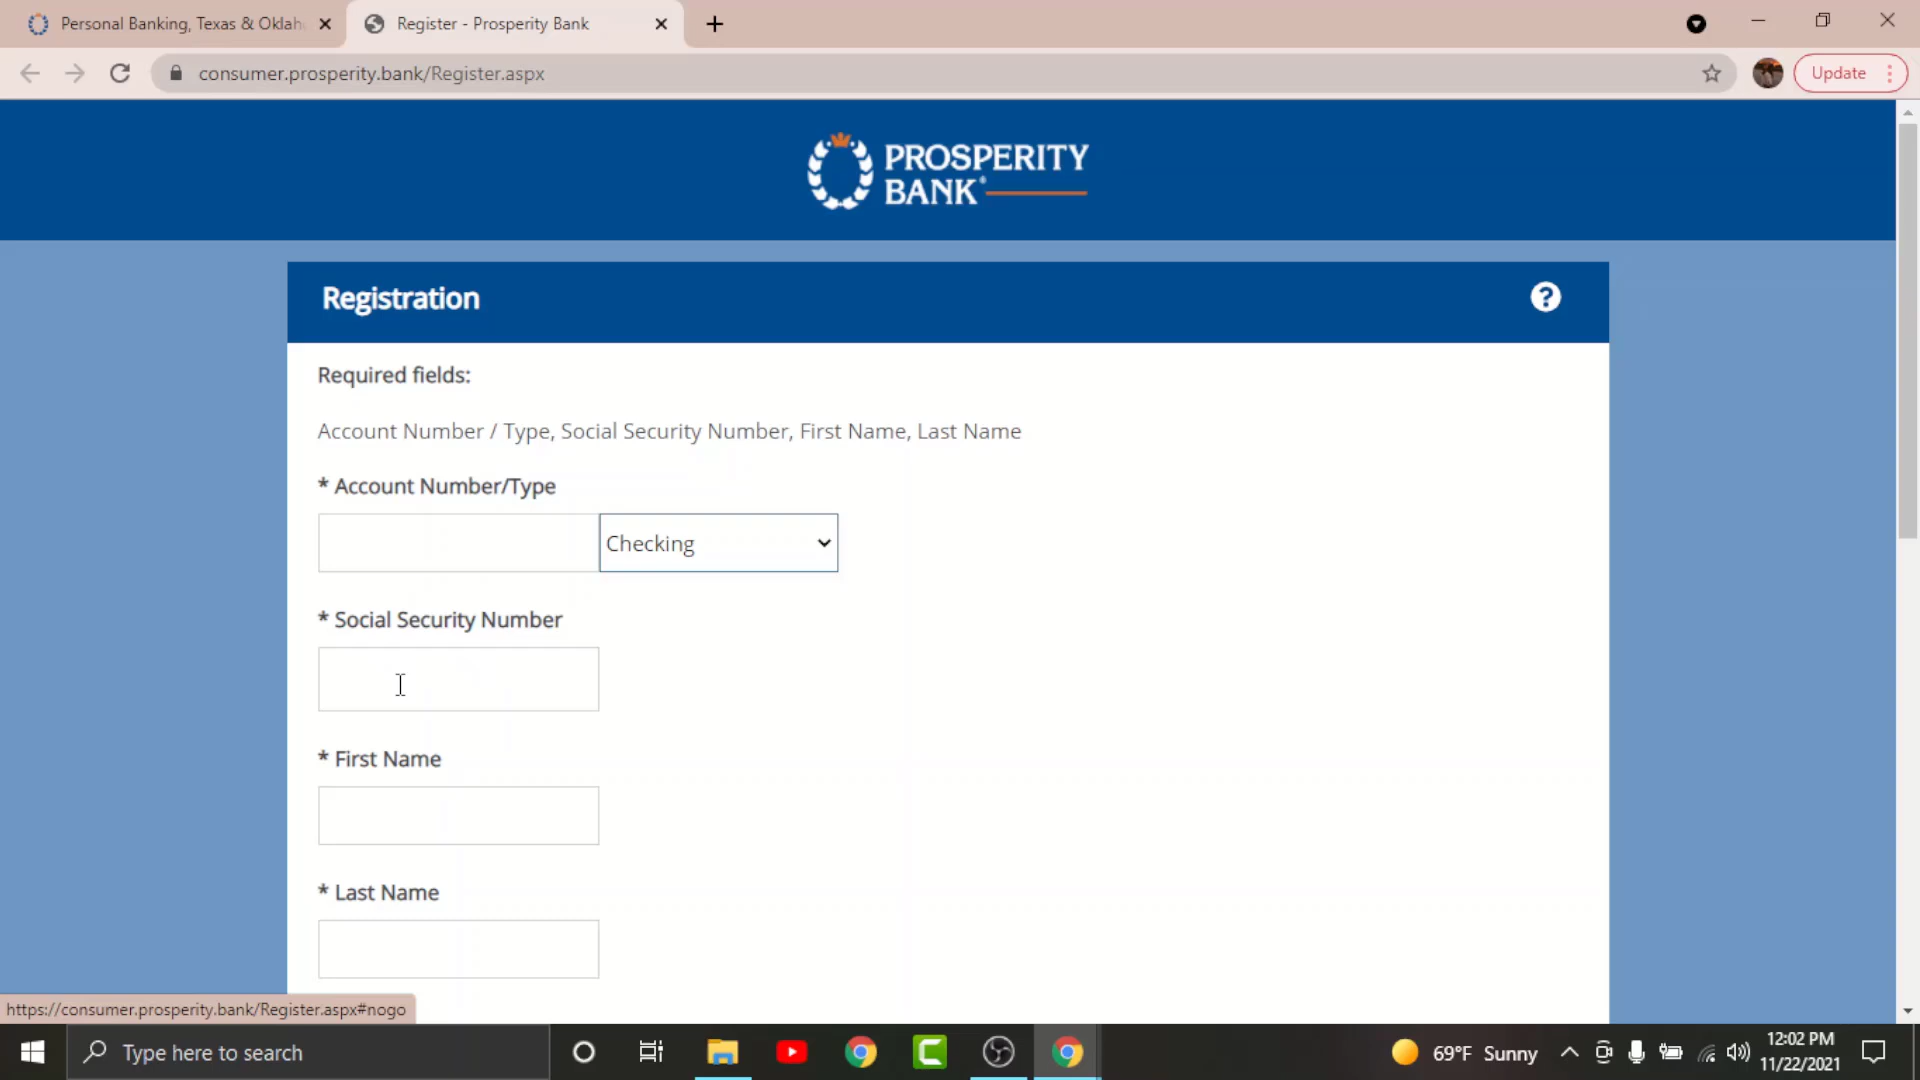 Personal Banking, Texas & Oklah
Register - Prosperity Bank
consumer.prosperity.bank/Register.aspx
Update
PROSPERITY
BANK®
Registration
?
Required fields:
Account Number / Type, Social Security Number, First Name, Last Name
* Account Number/Type
Checking
* Social Security Number
* First Name
* Last Name
https://consumer.prosperity.bank/Register.aspx#nogo
Type here to search
69°F Sunny
12:02 PM
11/22/2021